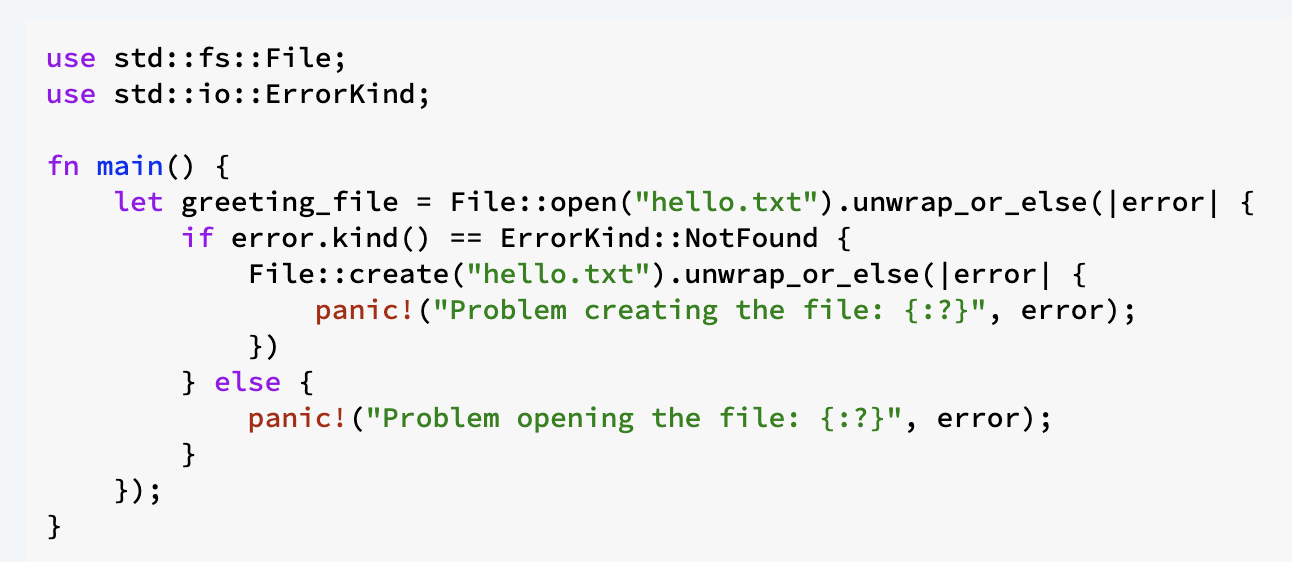 use std::fs::File;
use std::io::ErrorKind;

fn main() {
    let greeting_file = File::open("hello.txt").unwrap_or_else(|error| {
        if error.kind() == ErrorKind::NotFound {
            File::create("hello.txt").unwrap_or_else(|error| {
                panic!("Problem creating the file: {:?}", error);
            })
        } else {
            panic!("Problem opening the file: {:?}", error);
        }
    });
}